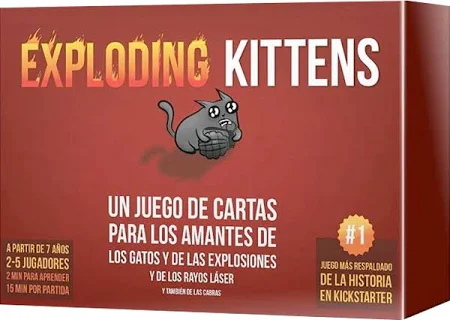 EXPLODING KITTENS
UN JUEGO DE CARTAS
PARA LOS AMANTES DE
LOS GATOS Y DE LAS EXPLOSIONES
Y DE LOS RAYOS LÁSER
Y TAMBIÉN DE LAS CABRAS
A PARTIR DE 7 AÑOS
2-5 JUGADORES
2 MIN PARA APRENDER
15 MIN POR PARTIDA
#1
JUEGO MÁS RESPALDADO
DE LA HISTORIA
EN KICKSTARTER